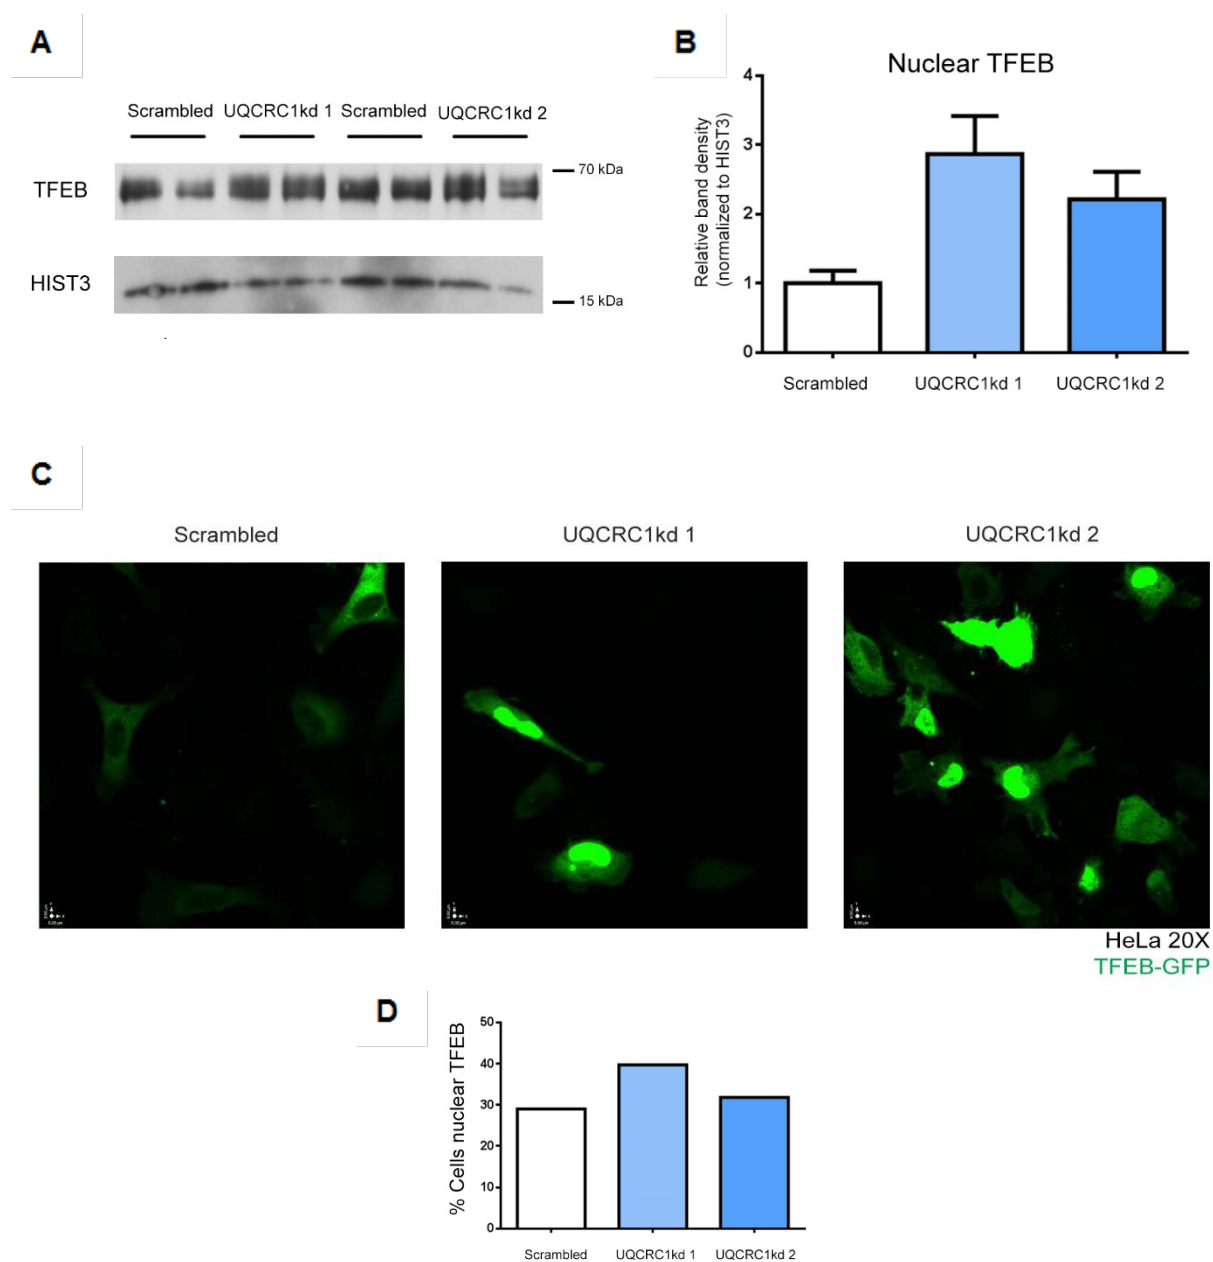 A
Scrambled UQCRC1kd 1 Scrambled UQCRC1kd 2
TFEB
70 kDa
HIST3
15 kDa
B
Nuclear TFEB
Relative band density
(normalized to HIST3)
4
3
2
1
0
Scrambled UQCRC1kd 1 UQCRC1kd 2
C
Scrambled UQCRC1kd 1 UQCRC1kd 2
HeLa 20X
TFEB-GFP
D
% Cells nuclear TFEB
50
40
30
20
10
0
Scrambled UQCRC1kd 1 UQCRC1kd 2